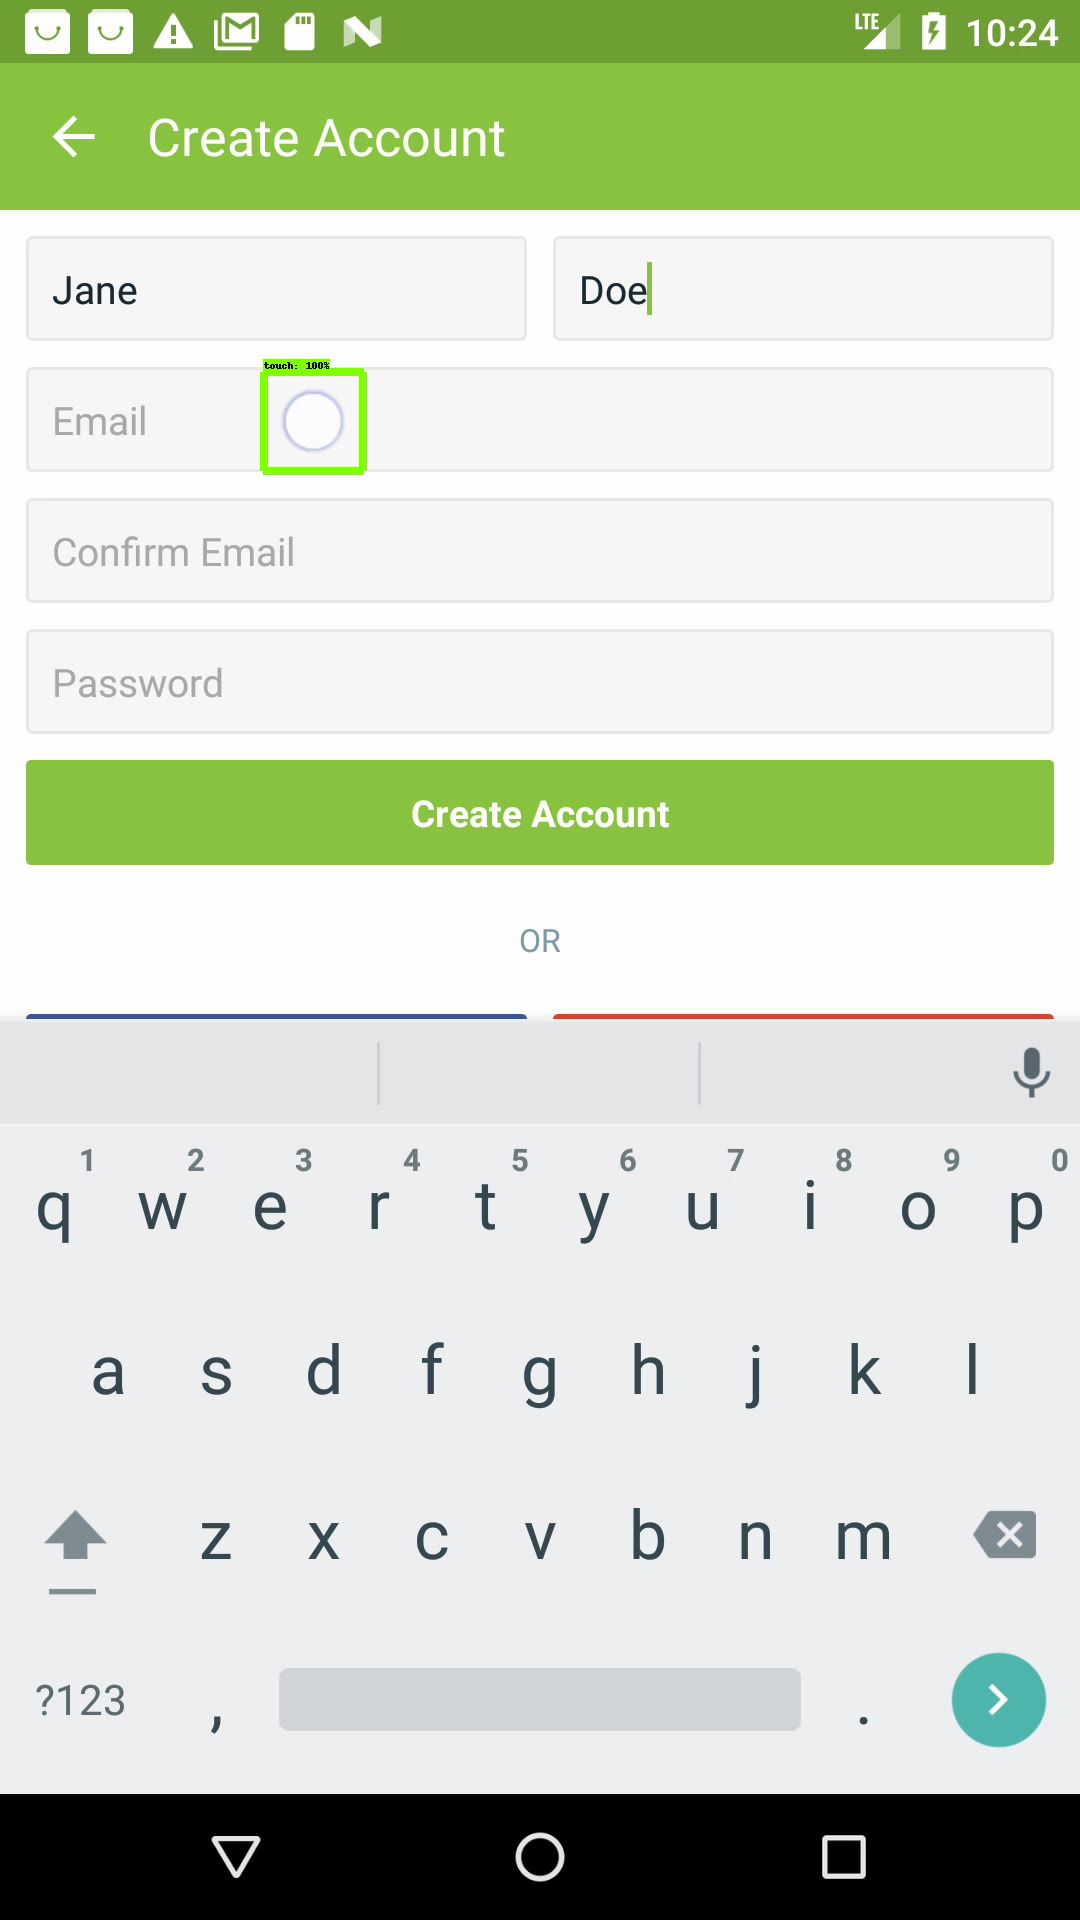 LTE 10:24
Create Account
Jane Doe
touch: 100%
Email
Confirm Email
Password
Create Account
OR
1 2 3 4 5 6 7 8 9 0
q w e r t y u i o p
a s d f g h j k l
z x c v b n m
?123 , .